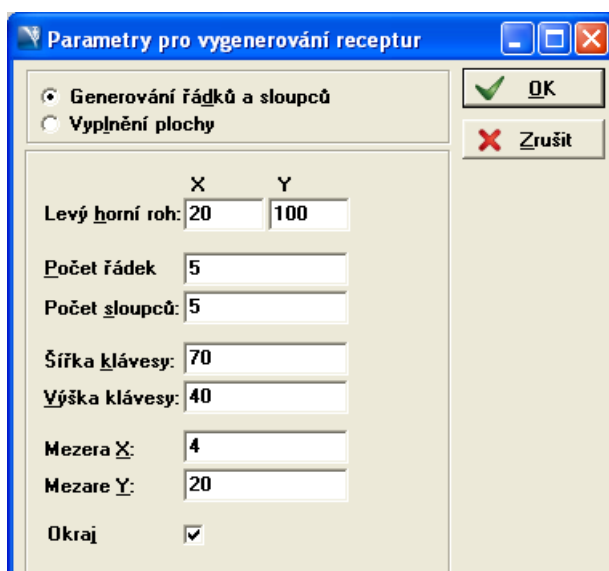 Parametry pro vygenerování receptur
Generování řádků a sloupců
Vyplnění plochy
OK
Zrušit
X Y
Levý horní roh: 20 100
Počet řádek 5
Počet sloupců: 5
Šířka klávesy: 70
Výška klávesy: 40
Mezera X: 4
Mezare Y: 20
Okraj